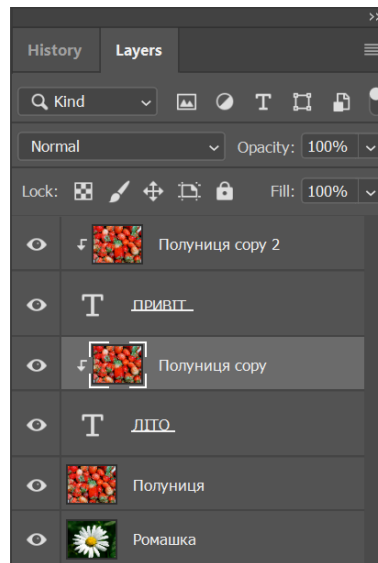 History Layers
Kind
Normal Opacity: 100%
Lock: Fill: 100%
Полуниця copy 2
ПРИВІТ
Полуниця copy
ЛІТО
Полуниця
Ромашка